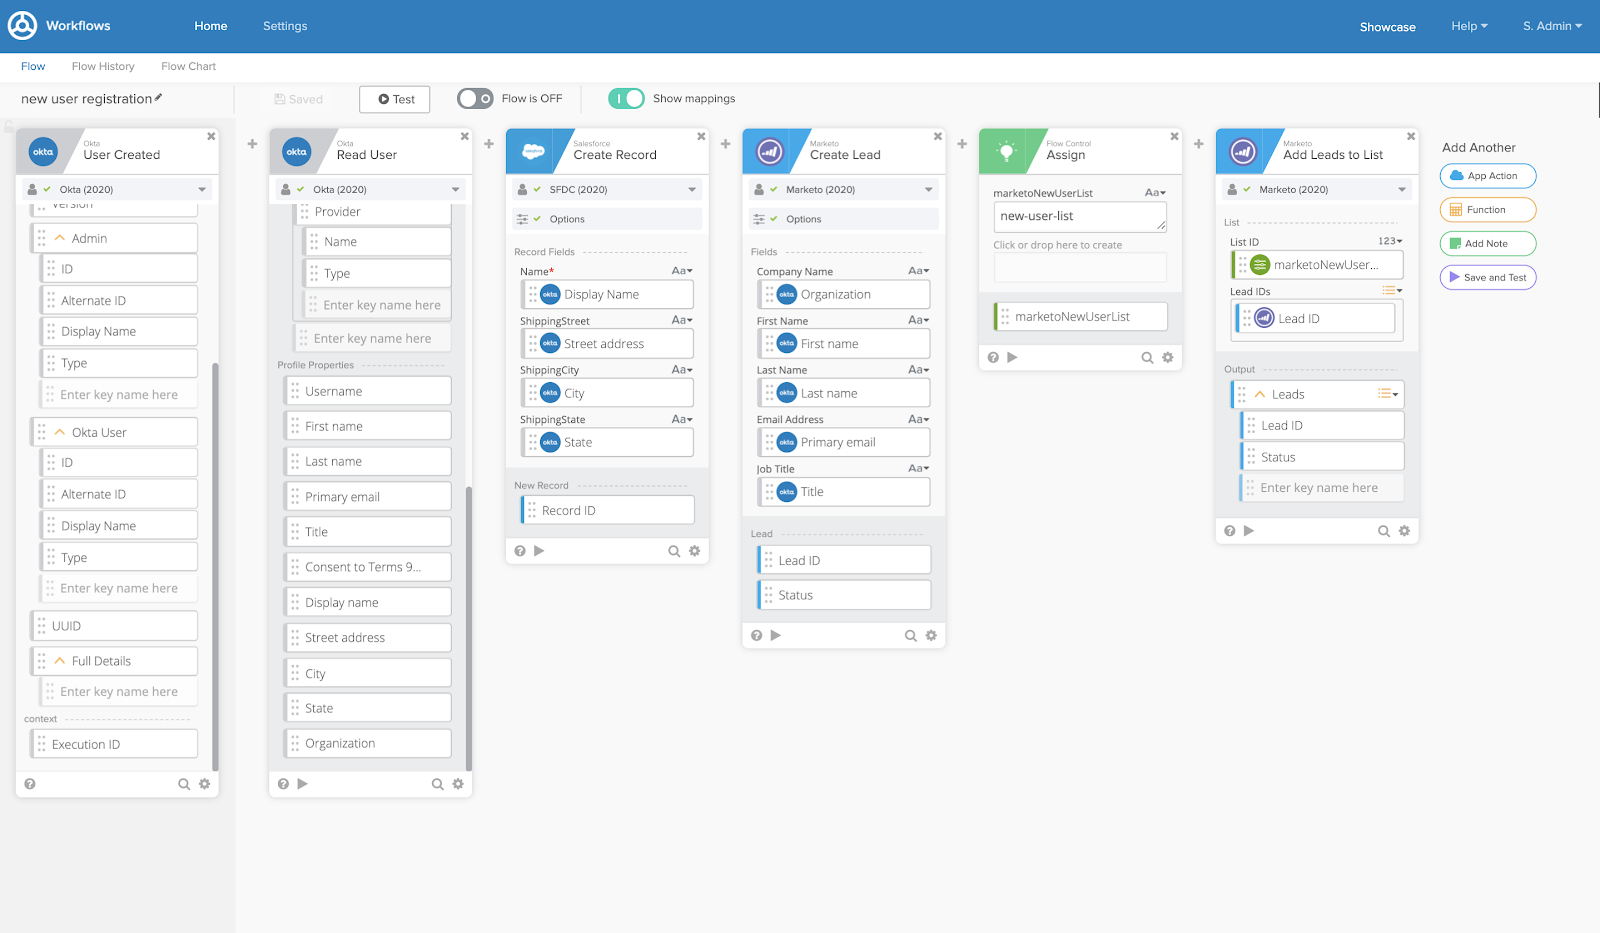 Workflows
Home
Settings
Showcase
Help
S. Admin
Flow
Flow History
Flow Chart
new user registration
Saved
Test
Flow is OFF
Show mappings
okta
Okta
User Created
Okta (2020)
Version
Admin
ID
Alternate ID
Display Name
Type
Enter key name here
Okta User
ID
Alternate ID
Display Name
Type
Enter key name here
UUID
Full Details
Enter key name here
context
Execution ID
okta
Okta
Read User
Okta (2020)
Provider
Name
Type
Enter key name here
Enter key name here
Profile Properties
Username
First name
Last name
Primary email
Title
Consent to Terms 9...
Display name
Street address
City
State
Organization
salesforce
Salesforce
Create Record
SFDC (2020)
Options
Record Fields
Name* Aa
okta Display Name
ShippingStreet Aa
okta Street address
ShippingCity Aa
okta City
ShippingState Aa
okta State
New Record
Record ID
Marketo
Create Lead
Marketo (2020)
Options
Fields
Company Name Aa
okta Organization
First Name Aa
okta First name
Last Name Aa
okta Last name
Email Address Aa
okta Primary email
Job Title Aa
okta Title
Lead
Lead ID
Status
Flow Control
Assign
marketoNewUserList Aa
new-user-list
Click or drop here to create
marketoNewUserList
Marketo
Add Leads to List
Marketo (2020)
List
List ID 123
marketoNewUser...
Lead IDs
Lead ID
Output
Leads
Lead ID
Status
Enter key name here
Add Another
App Action
Function
Add Note
Save and Test